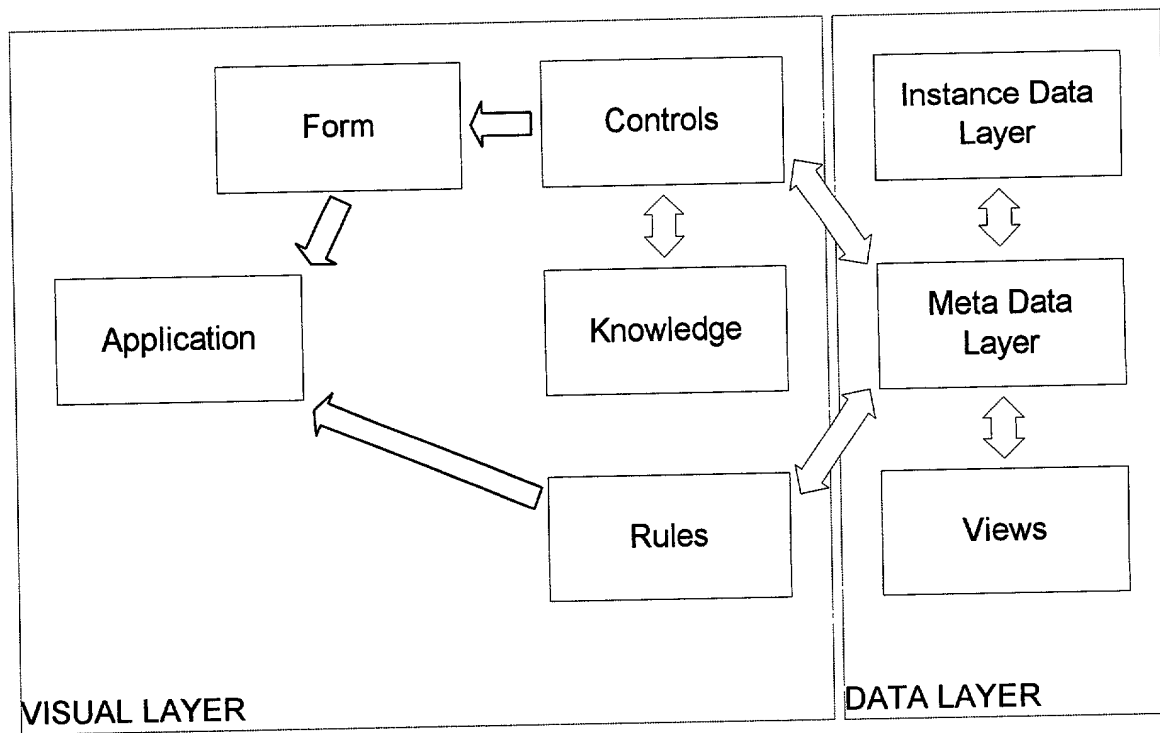 Form
Controls
Instance Data
Layer
Application
Knowledge
Meta Data
Layer
Rules
Views
VISUAL LAYER
DATA LAYER